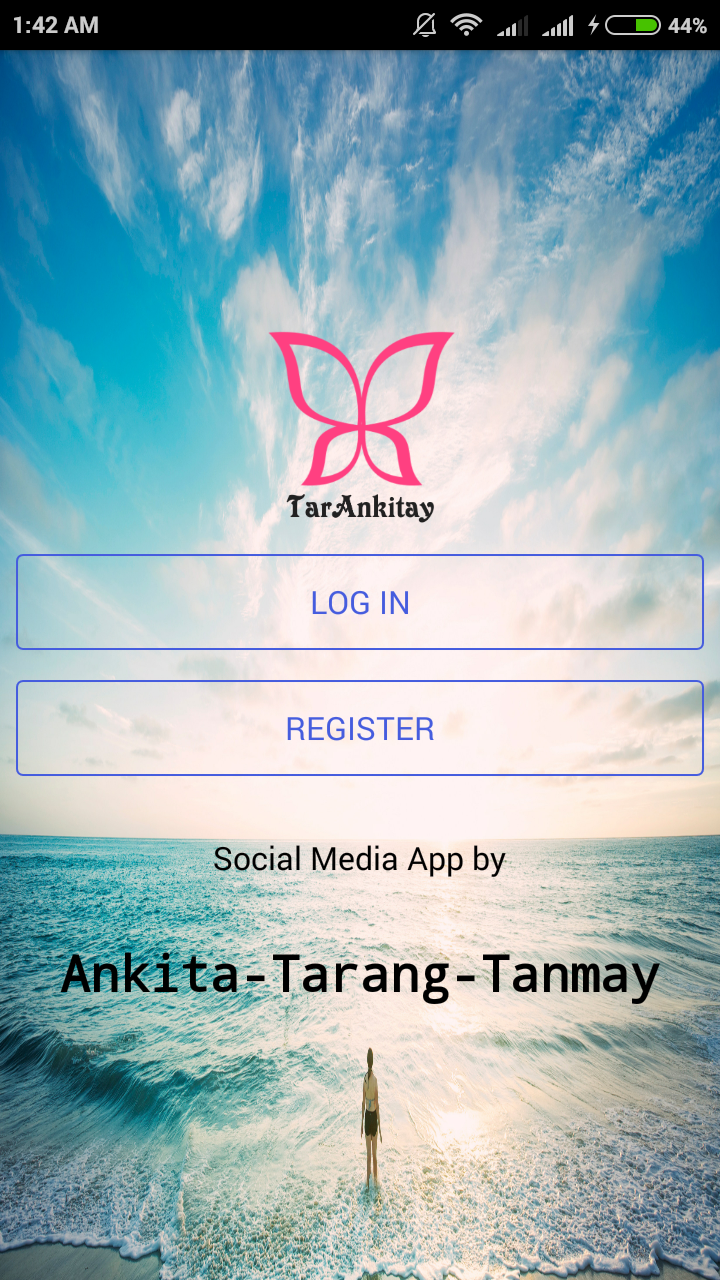 1:42 AM 44%
TarAnkitay
LOG IN
REGISTER
Social Media App by
Ankita-Tarang-Tanmay